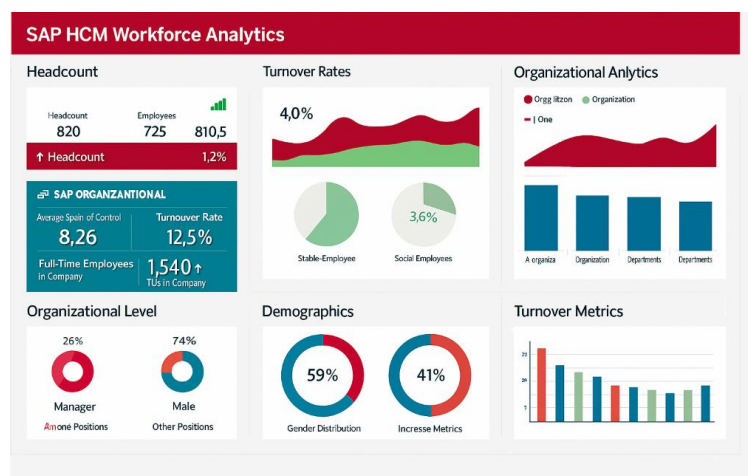 SAP HCM Workforce Analytics
Headcount
Headcount
820
Employees
725
810,5
↑ Headcount 1,2%
SAP ORGANZANTIONAL
Average Spain of Control
8,26
Turnouver Rate
12,5%
Full-Time Employees
in Company
1,540↑
TUs in Company
Turnover Rates
4,0%
Stable-Employee
3,6%
Social Employees
Organizational Anlytics
Orgg litzon
Organization
| One
A organiza
Organization
Departments
Departments
Organizational Level
26%
Manager
Amone Positions
74%
Male
Other Positions
Demographics
59%
Gender Distribution
41%
Incresse Metrics
Turnover Metrics